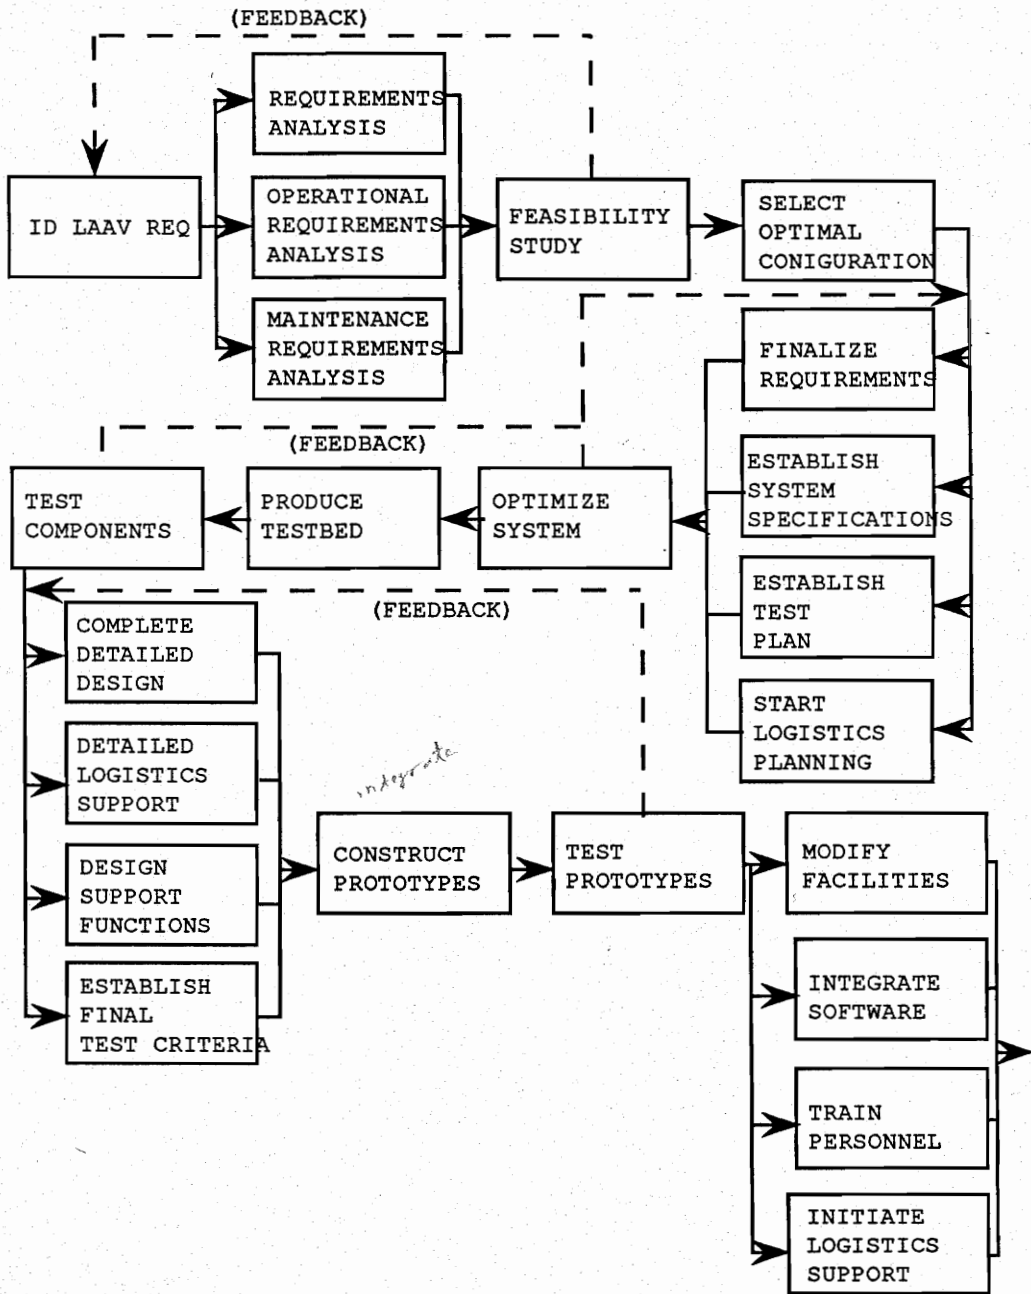 (FEEDBACK)
REQUIREMENTS
ANALYSIS
ID LAAV REQ
OPERATIONAL
REQUIREMENTS
ANALYSIS
MAINTENANCE
REQUIREMENTS
ANALYSIS
FEASIBILITY
STUDY
SELECT
OPTIMAL
CONIGURATION
FINALIZE
REQUIREMENTS
ESTABLISH
SYSTEM
SPECIFICATIONS
ESTABLISH
TEST
PLAN
START
LOGISTICS
PLANNING
(FEEDBACK)
OPTIMIZE
SYSTEM
PRODUCE
TESTBED
TEST
COMPONENTS
(FEEDBACK)
COMPLETE
DETAILED
DESIGN
DETAILED
LOGISTICS
SUPPORT
DESIGN
SUPPORT
FUNCTIONS
ESTABLISH
FINAL
TEST CRITERIA
integrate
CONSTRUCT
PROTOTYPES
TEST
PROTOTYPES
MODIFY
FACILITIES
INTEGRATE
SOFTWARE
TRAIN
PERSONNEL
INITIATE
LOGISTICS
SUPPORT